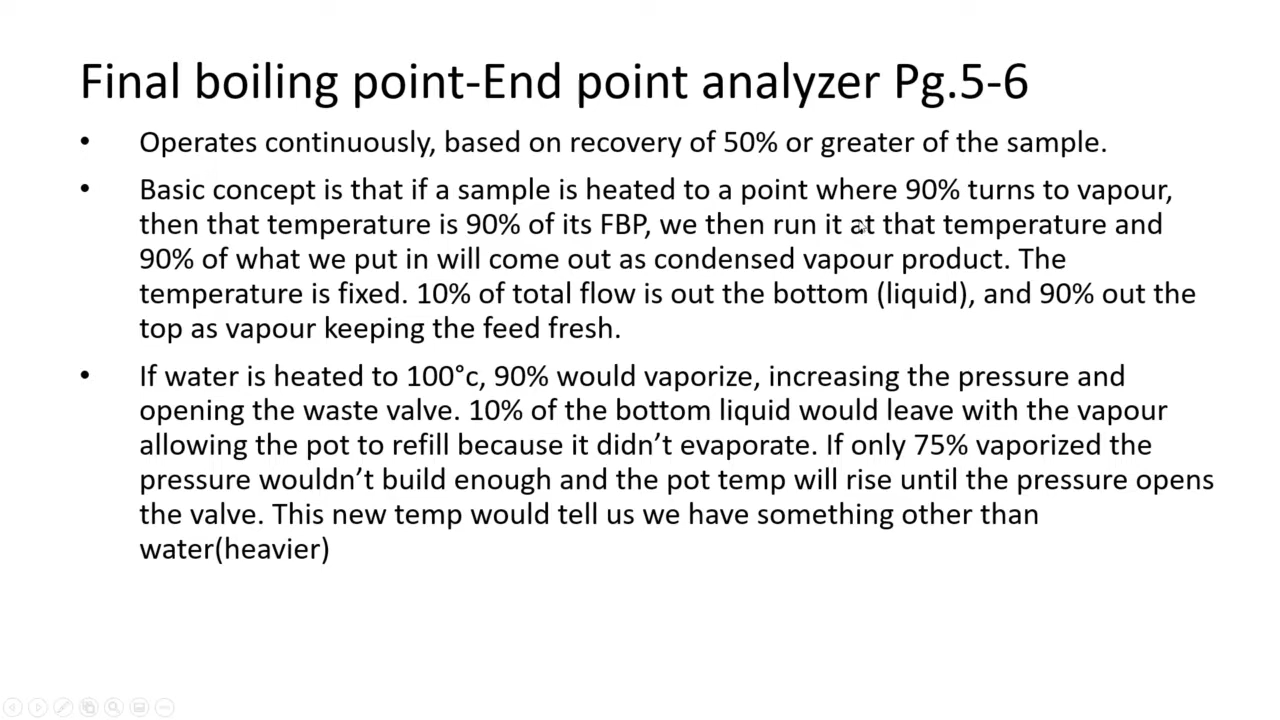 Final boiling point-End point analyzer Pg.5-6
• Operates continuously, based on recovery of 50% or greater of the sample.
• Basic concept is that if a sample is heated to a point where 90% turns to vapour,
then that temperature is 90% of its FBP, we then run it at that temperature and
90% of what we put in will come out as condensed vapour product. The
temperature is fixed. 10% of total flow is out the bottom (liquid), and 90% out the
top as vapour keeping the feed fresh.
• If water is heated to 100°c, 90% would vaporize, increasing the pressure and
opening the waste valve. 10% of the bottom liquid would leave with the vapour
allowing the pot to refill because it didn’t evaporate. If only 75% vaporized the
pressure wouldn’t build enough and the pot temp will rise until the pressure opens
the valve. This new temp would tell us we have something other than
water(heavier)